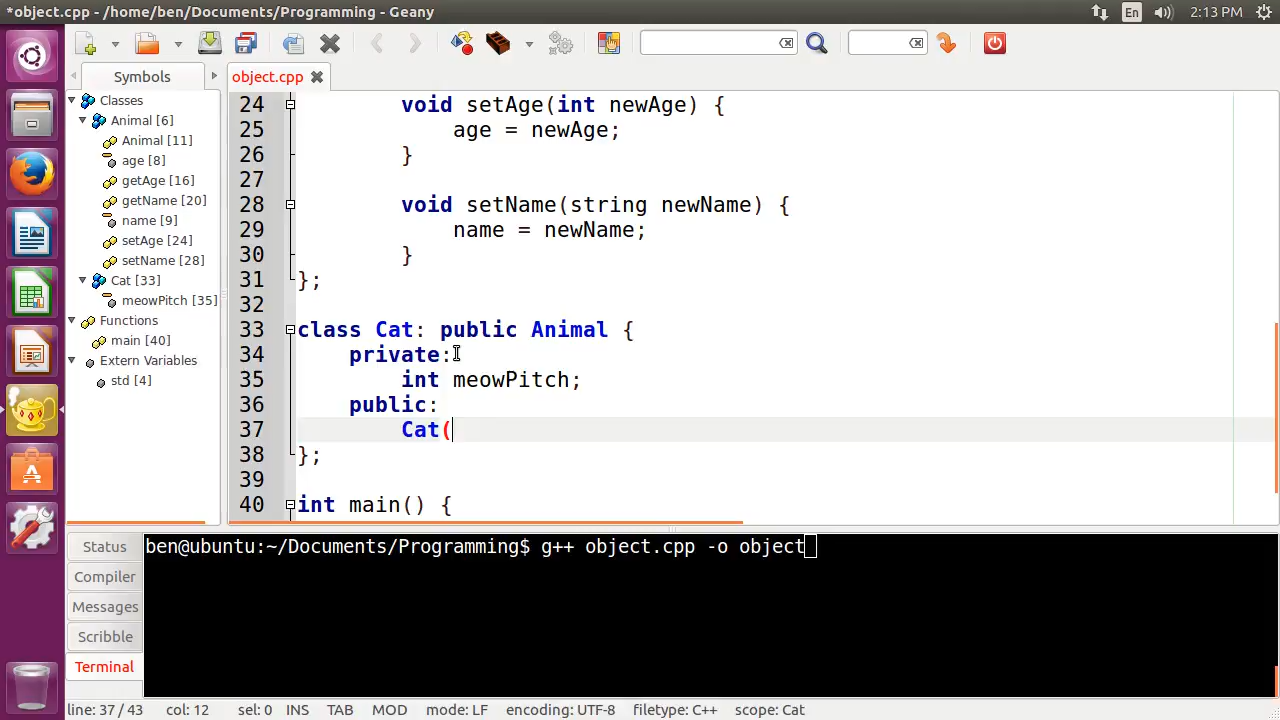 *object.cpp - /home/ben/Documents/Programming - Geany
En
2:13 PM
Symbols
object.cpp
Classes
Animal [6]
Animal [11]
age [8]
getAge [16]
getName [20]
name [9]
setAge [24]
setName [28]
Cat [33]
meowPitch [35]
Functions
main [40]
Extern Variables
std [4]
24 void setAge(int newAge) {
25 age = newAge;
26 }
27
28 void setName(string newName) {
29 name = newName;
30 }
31 };
32
33 class Cat: public Animal {
34 private:
35 int meowPitch;
36 public:
37 Cat(
38 };
39
40 int main() {
Status
Compiler
Messages
Scribble
Terminal
ben@ubuntu:~/Documents/Programming$ g++ object.cpp -o object
line: 37 / 43 col: 12 sel: 0 INS TAB MOD mode: LF encoding: UTF-8 filetype: C++ scope: Cat